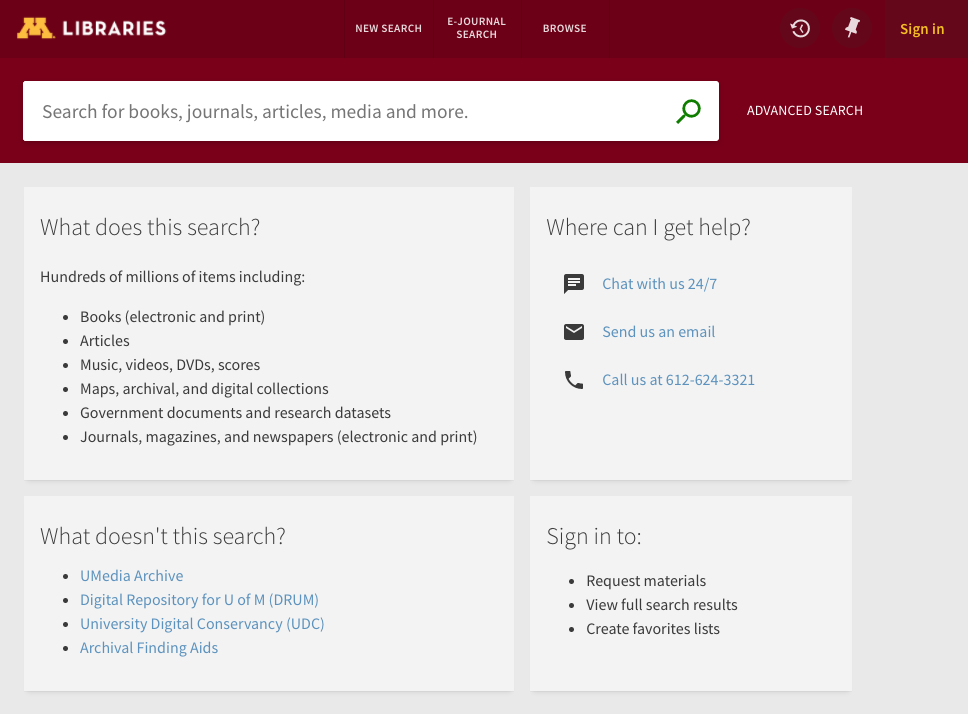 M LIBRARIES
NEW SEARCH
E-JOURNAL
SEARCH
BROWSE
Sign in
Search for books, journals, articles, media and more.
ADVANCED SEARCH
What does this search?
Hundreds of millions of items including:
Books (electronic and print)
Articles
Music, videos, DVDs, scores
Maps, archival, and digital collections
Government documents and research datasets
Journals, magazines, and newspapers (electronic and print)
Where can I get help?
Chat with us 24/7
Send us an email
Call us at 612-624-3321
What doesn't this search?
UMedia Archive
Digital Repository for U of M (DRUM)
University Digital Conservancy (UDC)
Archival Finding Aids
Sign in to:
Request materials
View full search results
Create favorites lists